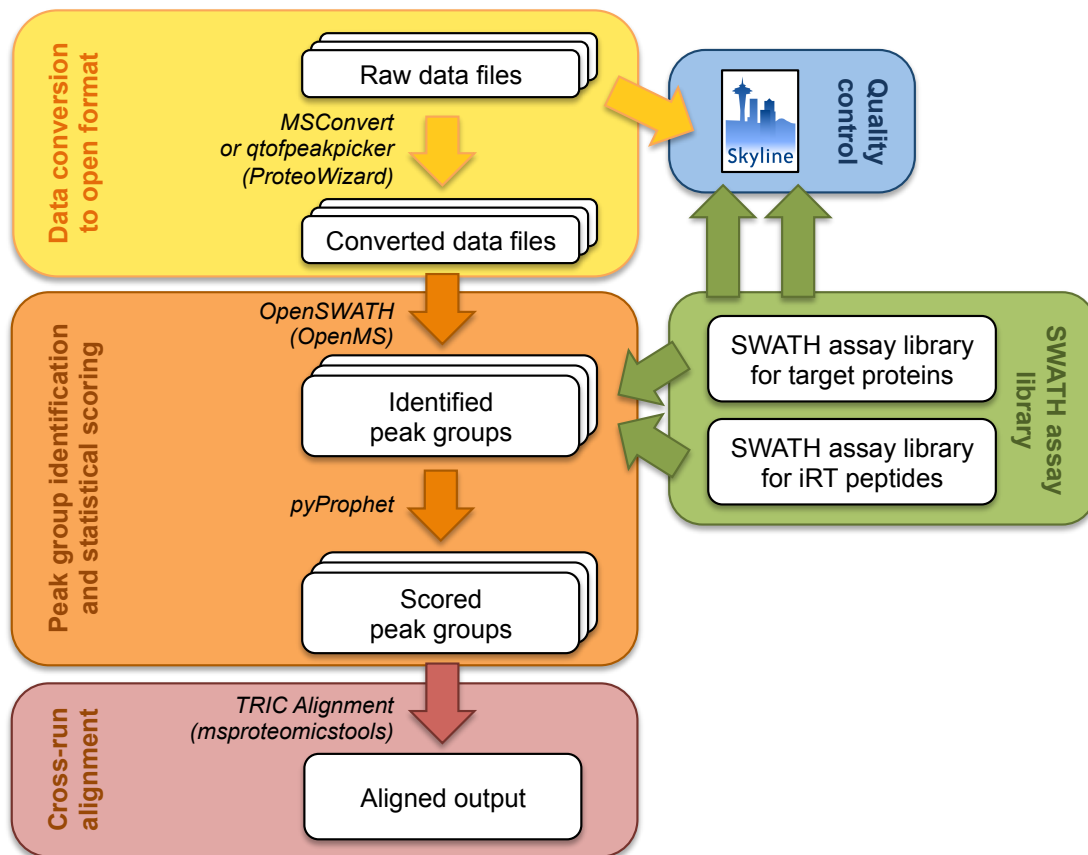 Data conversion
to open format
Raw data files
MSConvert
or qtofpeakpicker
(ProteoWizard)
Converted data files
Skyline
Quality
control
Peak group identification
and statistical scoring
OpenSWATH
(OpenMS)
Identified
peak groups
pyProphet
Scored
peak groups
SWATH assay library
for target proteins
SWATH assay library
for iRT peptides
SWATH assay
library
Cross-run
alignment
TRIC Alignment
(msproteomicstools)
Aligned output